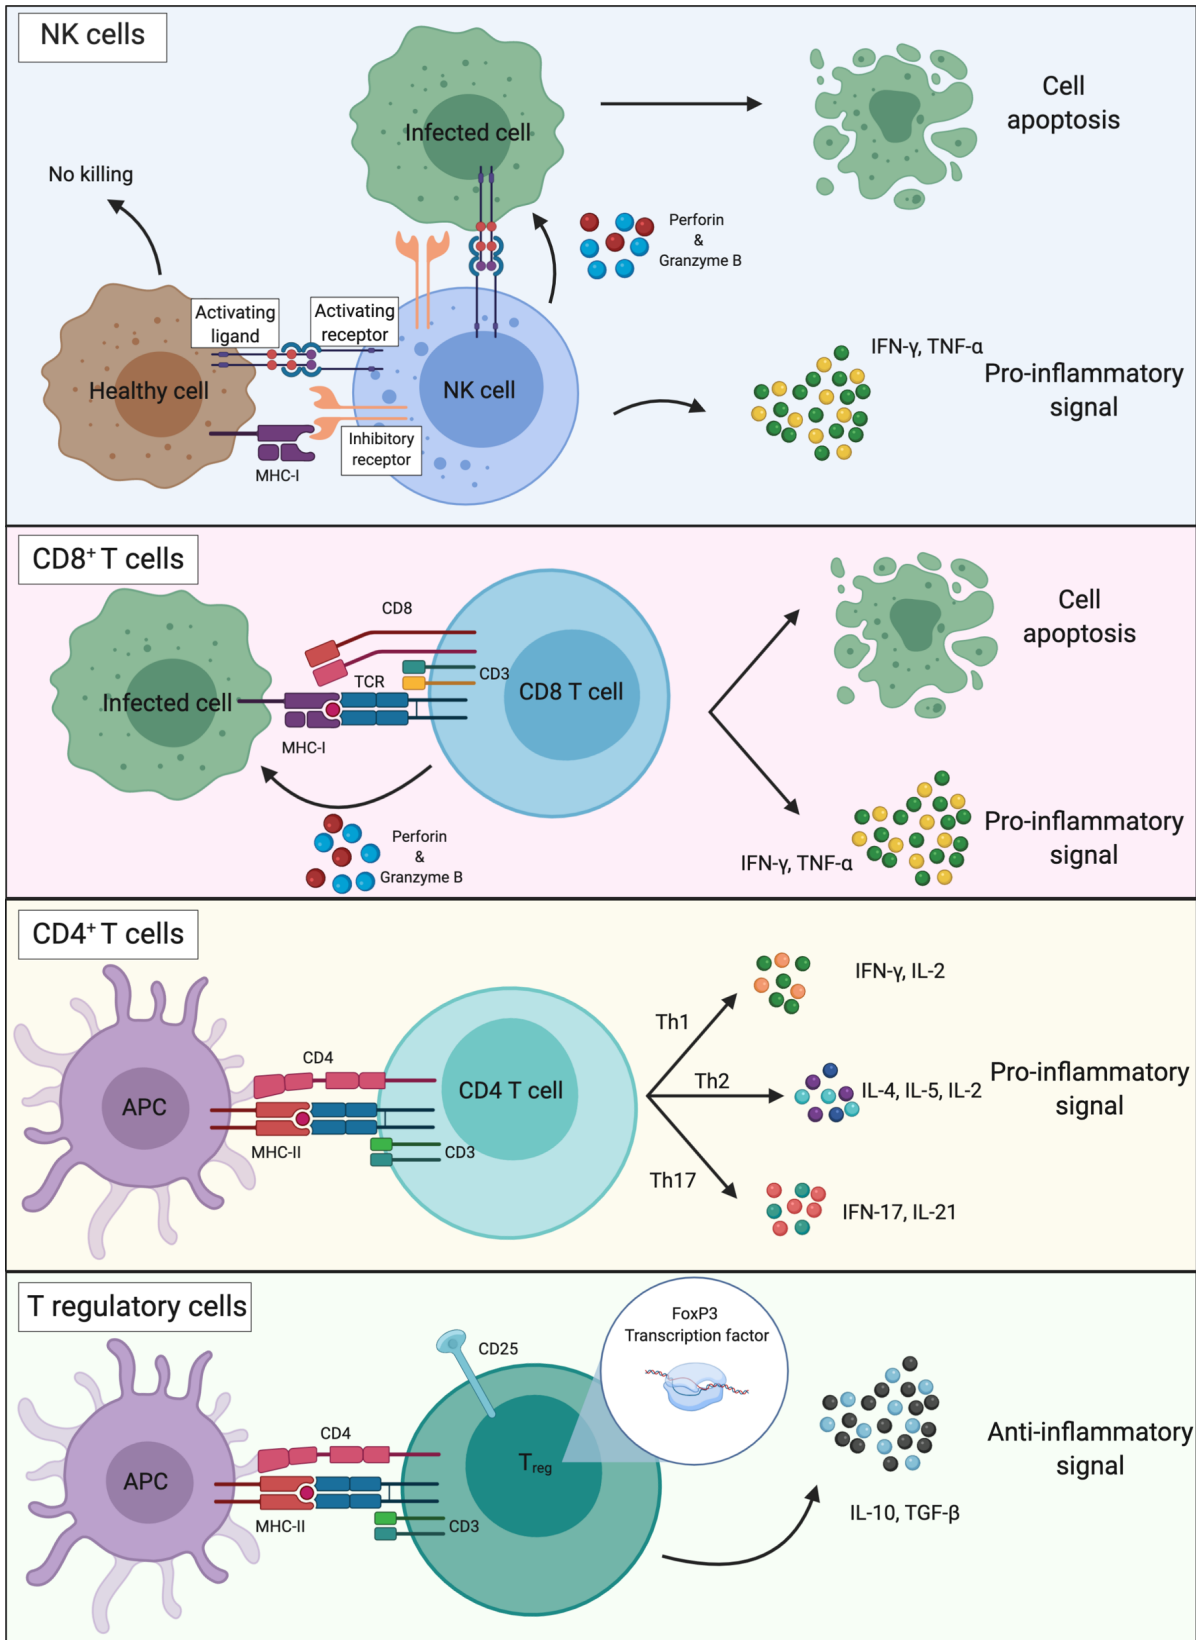 NK cells
Infected cell
Cell
apoptosis
No killing
Perforin
&
Granzyme B
Activating
ligand
Activating
receptor
IFN-γ, TNF-α
Pro-inflammatory
signal
Healthy cell
NK cell
Inhibitory
receptor
MHC-I
CD8⁺ T cells
CD8
Cell
apoptosis
CD3
TCR
CD8 T cell
Infected cell
MHC-I
Perforin
&
Granzyme B
Pro-inflammatory
signal
IFN-γ, TNF-α
CD4⁺ T cells
IFN-γ, IL-2
Th1
CD4
CD4 T cell
Th2
IL-4, IL-5, IL-2
Pro-inflammatory
signal
APC
MHC-II
CD3
Th17
IFN-17, IL-21
T regulatory cells
FoxP3
Transcription factor
CD25
CD4
Treg
Anti-inflammatory
signal
APC
MHC-II
CD3
IL-10, TGF-β